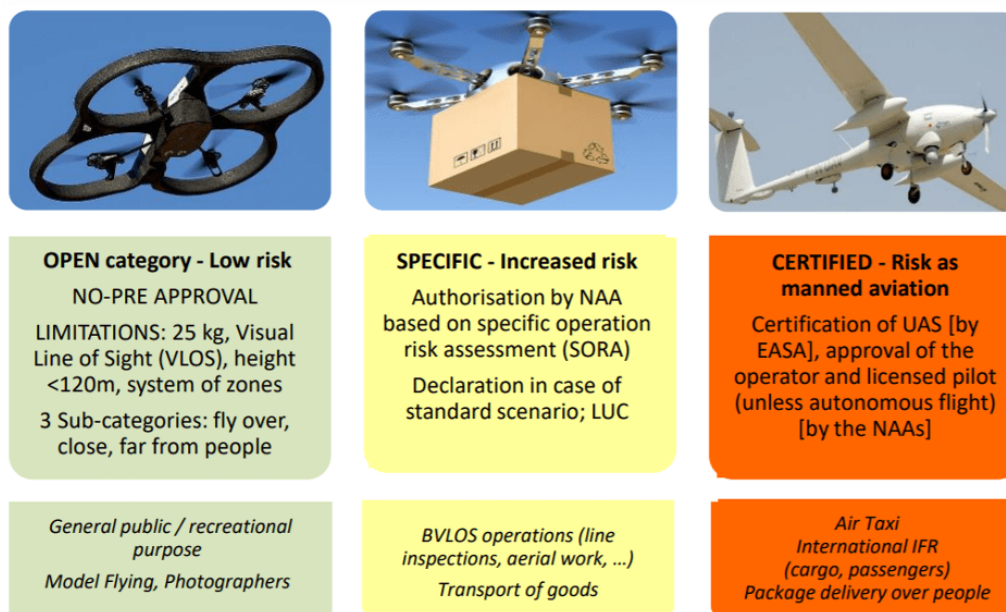 OPEN category - Low risk
NO-PRE APPROVAL
LIMITATIONS: 25 kg, Visual
Line of Sight (VLOS), height
<120m, system of zones
3 Sub-categories: fly over,
close, far from people
General public / recreational
purpose
Model Flying, Photographers
SPECIFIC - Increased risk
Authorisation by NAA
based on specific operation
risk assessment (SORA)
Declaration in case of
standard scenario; LUC
BVLOS operations (line
inspections, aerial work, ...)
Transport of goods
CERTIFIED - Risk as
manned aviation
Certification of UAS [by
EASA], approval of the
operator and licensed pilot
(unless autonomous flight)
[by the NAAs]
Air Taxi
International IFR
(cargo, passengers)
Package delivery over people